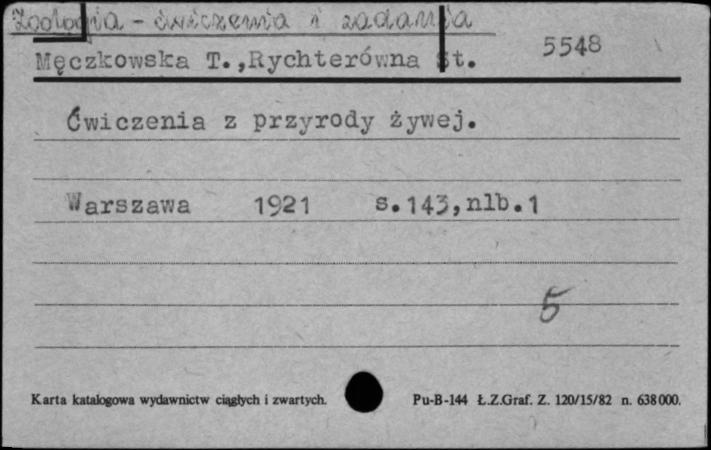 Zoologia - ćwiczenia i zadania
Męczkowska T.,Rychterówna St. 5548
Ćwiczenia z przyrody żywej.
Warszawa 1921 s.143,nlb.1
5
Karta katalogowa wydawnictw ciągłych i zwartych. Pu-B-144 Ł.Z.Graf. Z. 120/15/82 n. 638000.